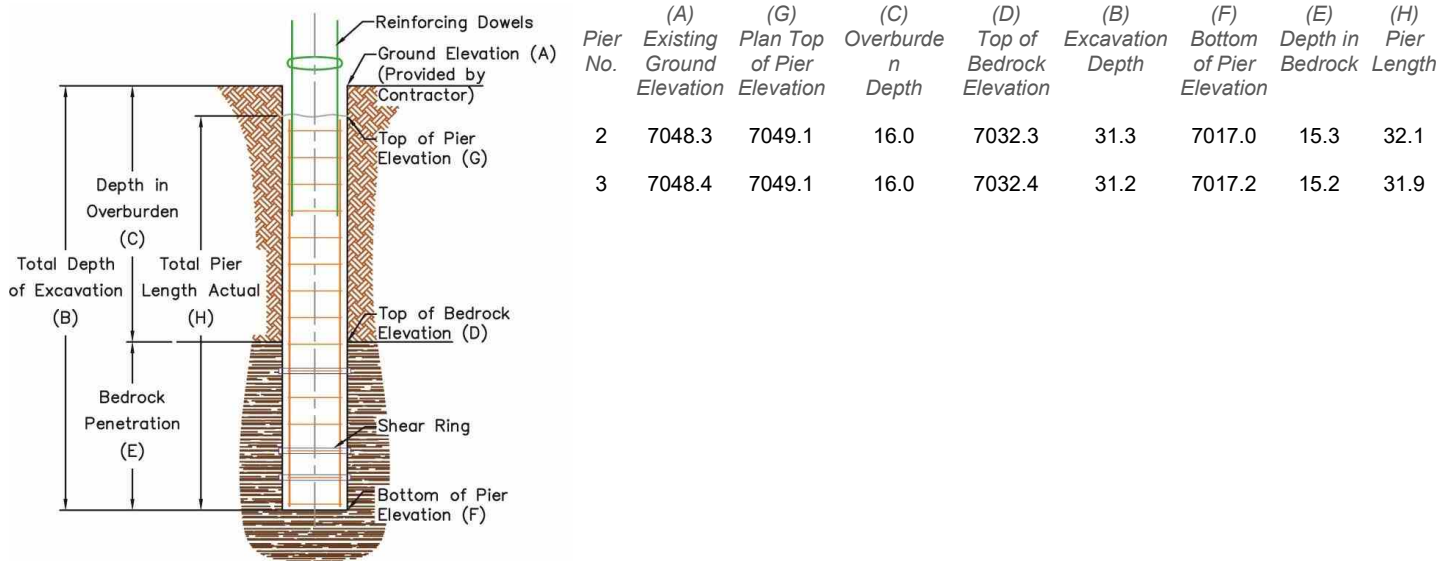 Reinforcing Dowels
Ground Elevation (A)
(Provided by
Contractor)
Top of Pier
Elevation (G)
Depth in
Overburden
(C)
Total Depth
of Excavation
(B)
Total Pier
Length Actual
(H)
Top of Bedrock
Elevation (D)
Bedrock
Penetration
(E)
Shear Ring
Bottom of Pier
Elevation (F)
(A) (G) (C) (D) (B) (F) (E) (H)
Pier Existing Plan Top Overburde Top of Excavation Bottom Depth in Pier
No. Ground of Pier n Bedrock Depth of Pier Bedrock Length
Elevation Elevation Depth Elevation Elevation
2 7048.3 7049.1 16.0 7032.3 31.3 7017.0 15.3 32.1
3 7048.4 7049.1 16.0 7032.4 31.2 7017.2 15.2 31.9